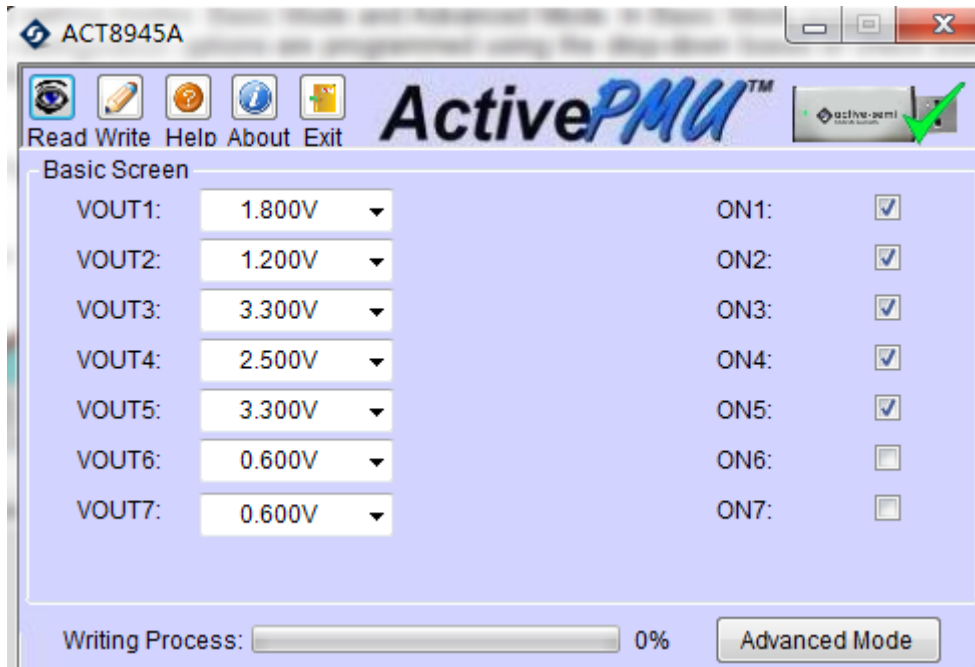 ACT8945A
Read Write Help About Exit
ActivePMU™
active-semi
Basic Screen
VOUT1: 1.800V ON1:
VOUT2: 1.200V ON2:
VOUT3: 3.300V ON3:
VOUT4: 2.500V ON4:
VOUT5: 3.300V ON5:
VOUT6: 0.600V ON6:
VOUT7: 0.600V ON7:
Writing Process: 0% Advanced Mode